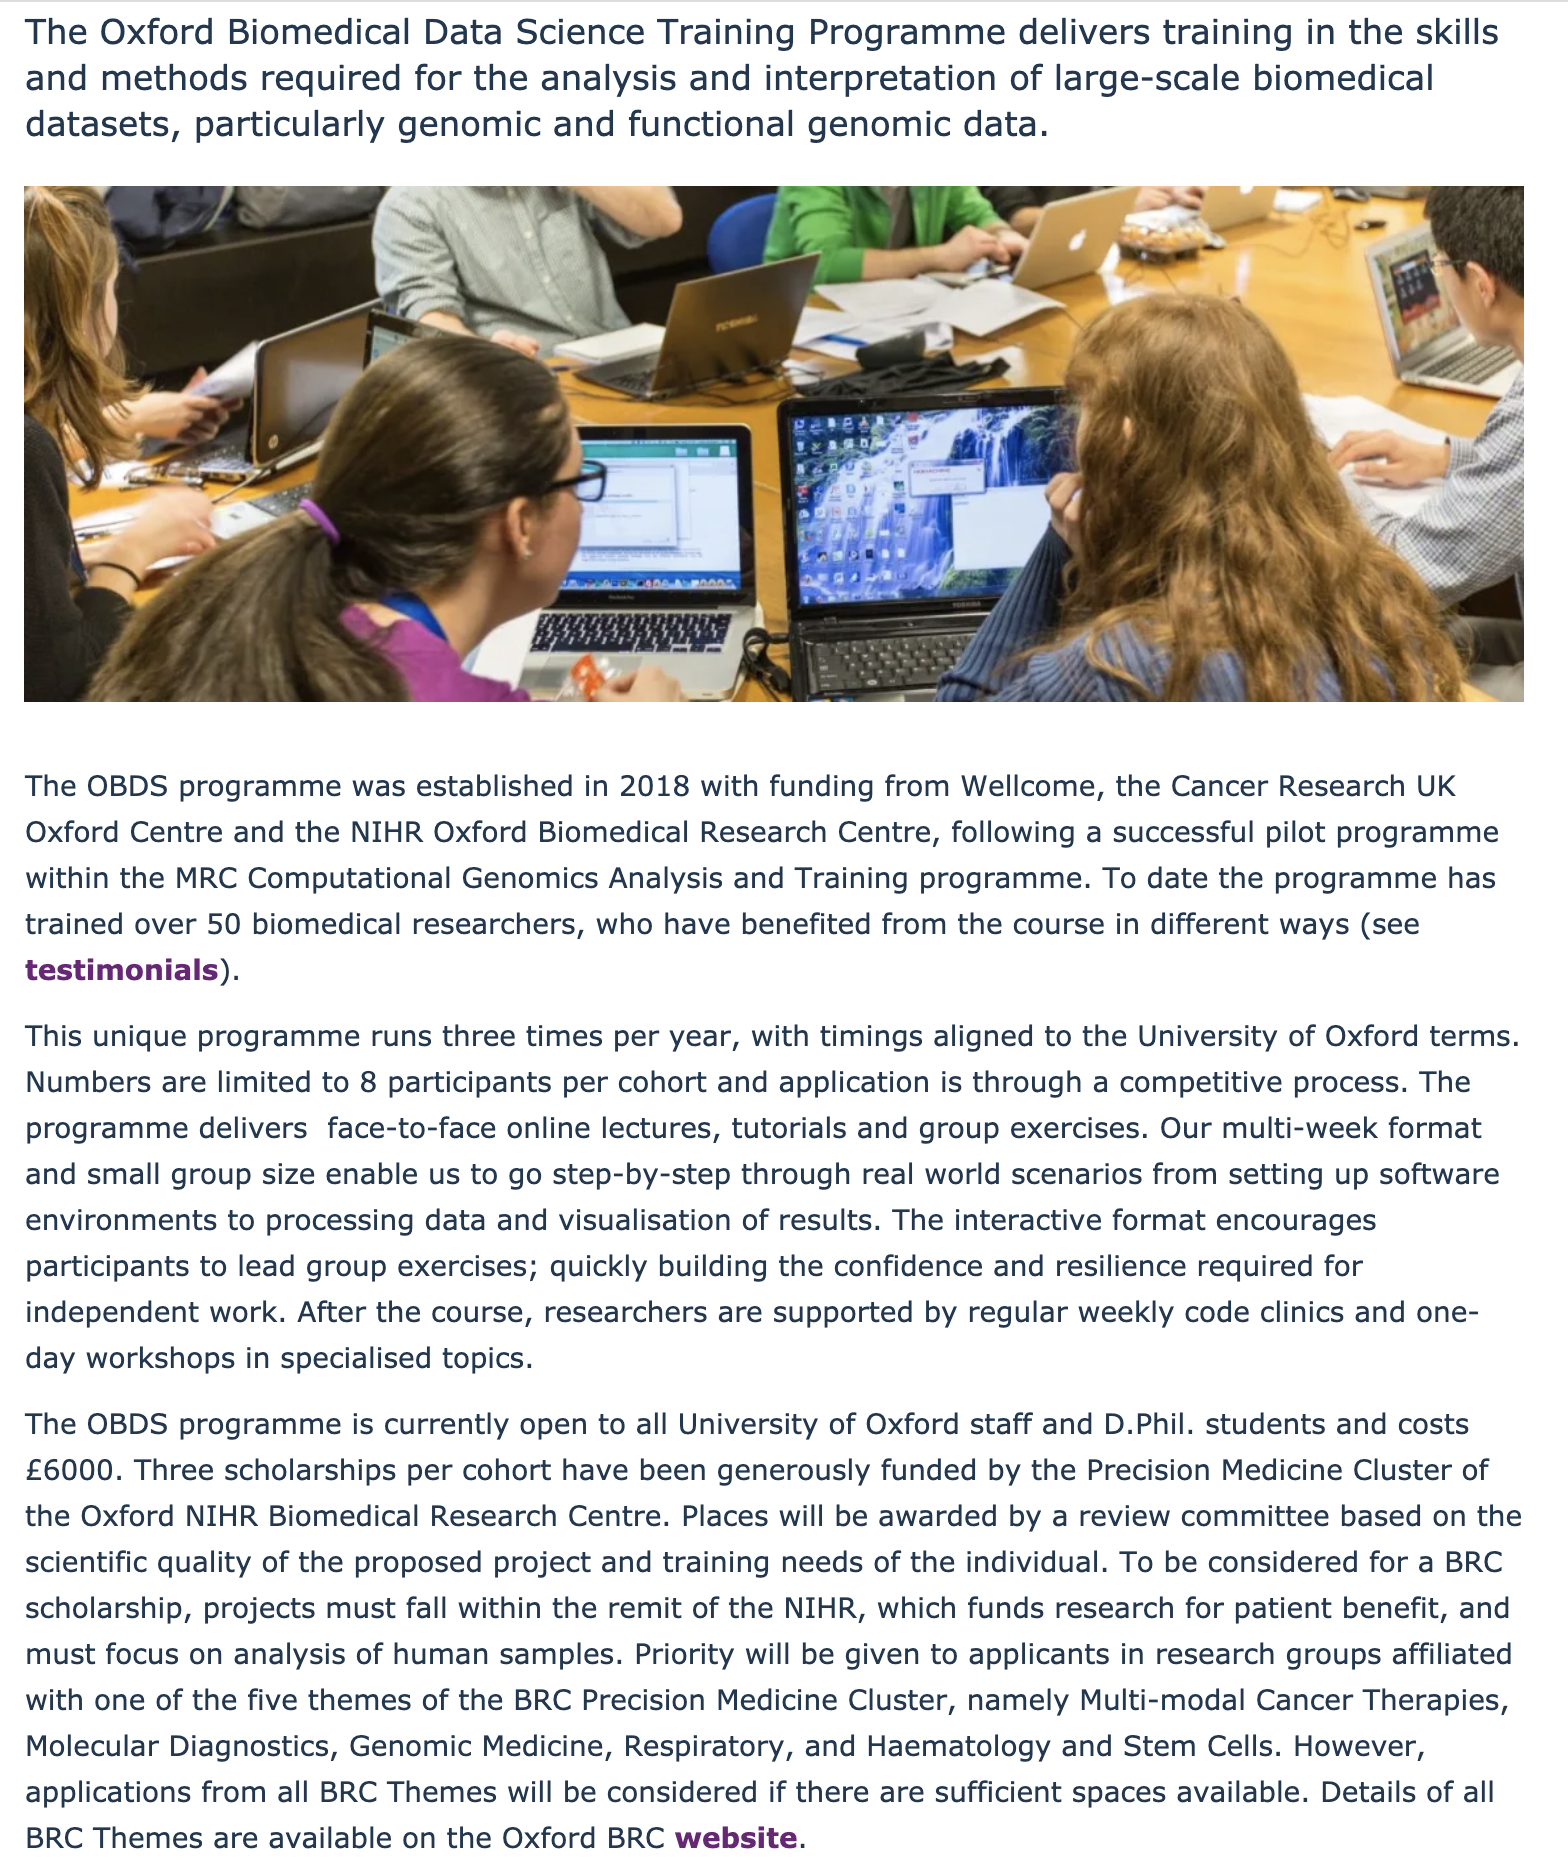 The Oxford Biomedical Data Science Training Programme delivers training in the skills
and methods required for the analysis and interpretation of large-scale biomedical
datasets, particularly genomic and functional genomic data.
TOSHIBA
TOSHIBA
The OBDS programme was established in 2018 with funding from Wellcome, the Cancer Research UK
Oxford Centre and the NIHR Oxford Biomedical Research Centre, following a successful pilot programme
within the MRC Computational Genomics Analysis and Training programme. To date the programme has
trained over 50 biomedical researchers, who have benefited from the course in different ways (see
testimonials).
This unique programme runs three times per year, with timings aligned to the University of Oxford terms.
Numbers are limited to 8 participants per cohort and application is through a competitive process. The
programme delivers  face-to-face online lectures, tutorials and group exercises. Our multi-week format
and small group size enable us to go step-by-step through real world scenarios from setting up software
environments to processing data and visualisation of results. The interactive format encourages
participants to lead group exercises; quickly building the confidence and resilience required for
independent work. After the course, researchers are supported by regular weekly code clinics and one-
day workshops in specialised topics.
The OBDS programme is currently open to all University of Oxford staff and D.Phil. students and costs
£6000. Three scholarships per cohort have been generously funded by the Precision Medicine Cluster of
the Oxford NIHR Biomedical Research Centre. Places will be awarded by a review committee based on the
scientific quality of the proposed project and training needs of the individual. To be considered for a BRC
scholarship, projects must fall within the remit of the NIHR, which funds research for patient benefit, and
must focus on analysis of human samples. Priority will be given to applicants in research groups affiliated
with one of the five themes of the BRC Precision Medicine Cluster, namely Multi-modal Cancer Therapies,
Molecular Diagnostics, Genomic Medicine, Respiratory, and Haematology and Stem Cells. However,
applications from all BRC Themes will be considered if there are sufficient spaces available. Details of all
BRC Themes are available on the Oxford BRC website.